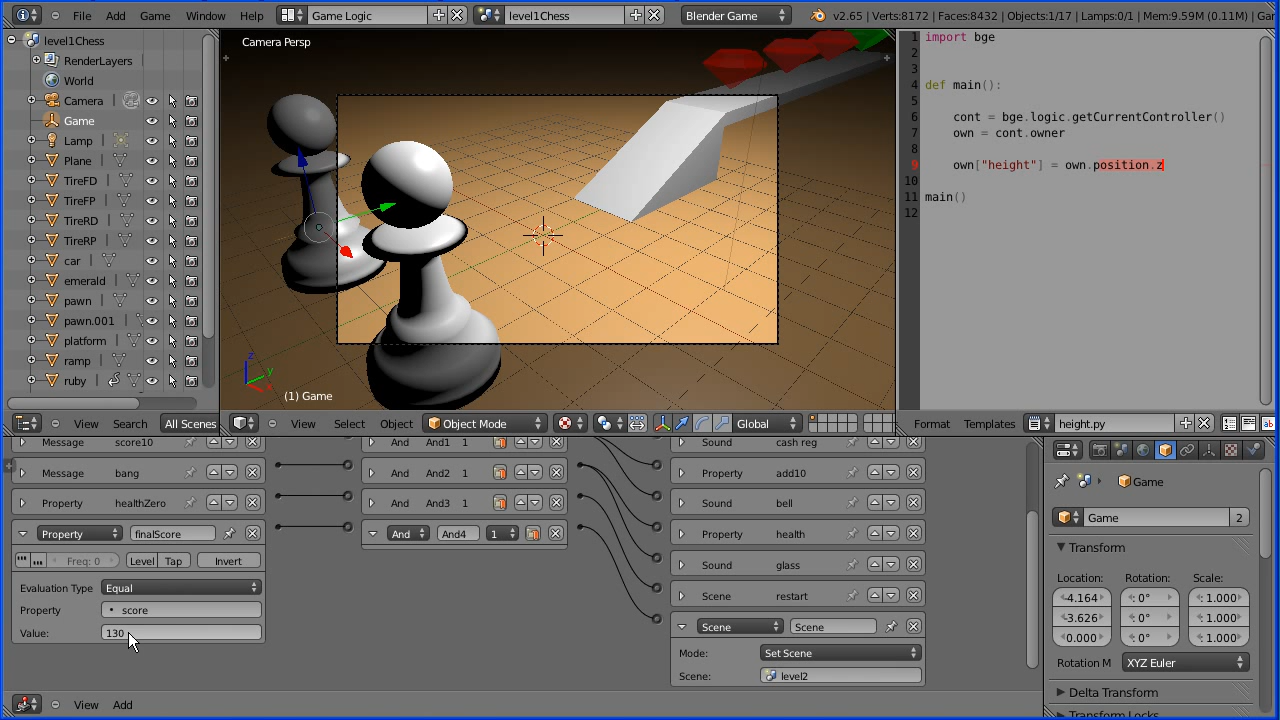 File Add Game Window Help Game Logic level1Chess Blender Game v2.65 | Verts:8172 | Faces:8432 | Objects:1/17 | Lamps:0/1 | Mem:9.59M (0.11M) | Gar
level1Chess
RenderLayers
World
Camera
Game
Lamp
Plane
TireFD
TireFP
TireRD
TireRP
car
emerald
pawn
pawn.001
platform
ramp
ruby
View Search All Scenes
Camera Persp
z
y
(1) Game
View Select Object Object Mode Global
1 import bge
2
3
4 def main():
5
6 cont = bge.logic.getCurrentController()
7 own = cont.owner
8
9 own["height"] = own.position.z
10
11 main()
12
Format Templates height.py
Message score10
Message bang
Property healthZero
Property finalScore
Freq: 0 Level Tap Invert
Evaluation Type Equal
Property score
Value: 130
And And1 1
And And2 1
And And3 1
And And4 1
Sound cash reg
Property add10
Sound bell
Property health
Sound glass
Scene restart
Scene Scene
Mode: Set Scene
Scene: level2
View Add
Game
Game 2
Transform
Location: Rotation: Scale:
-4.164 0° 1.000
-3.626 0° 1.000
0.000 0° 1.000
Rotation M XYZ Euler
Delta Transform
Transform Locks